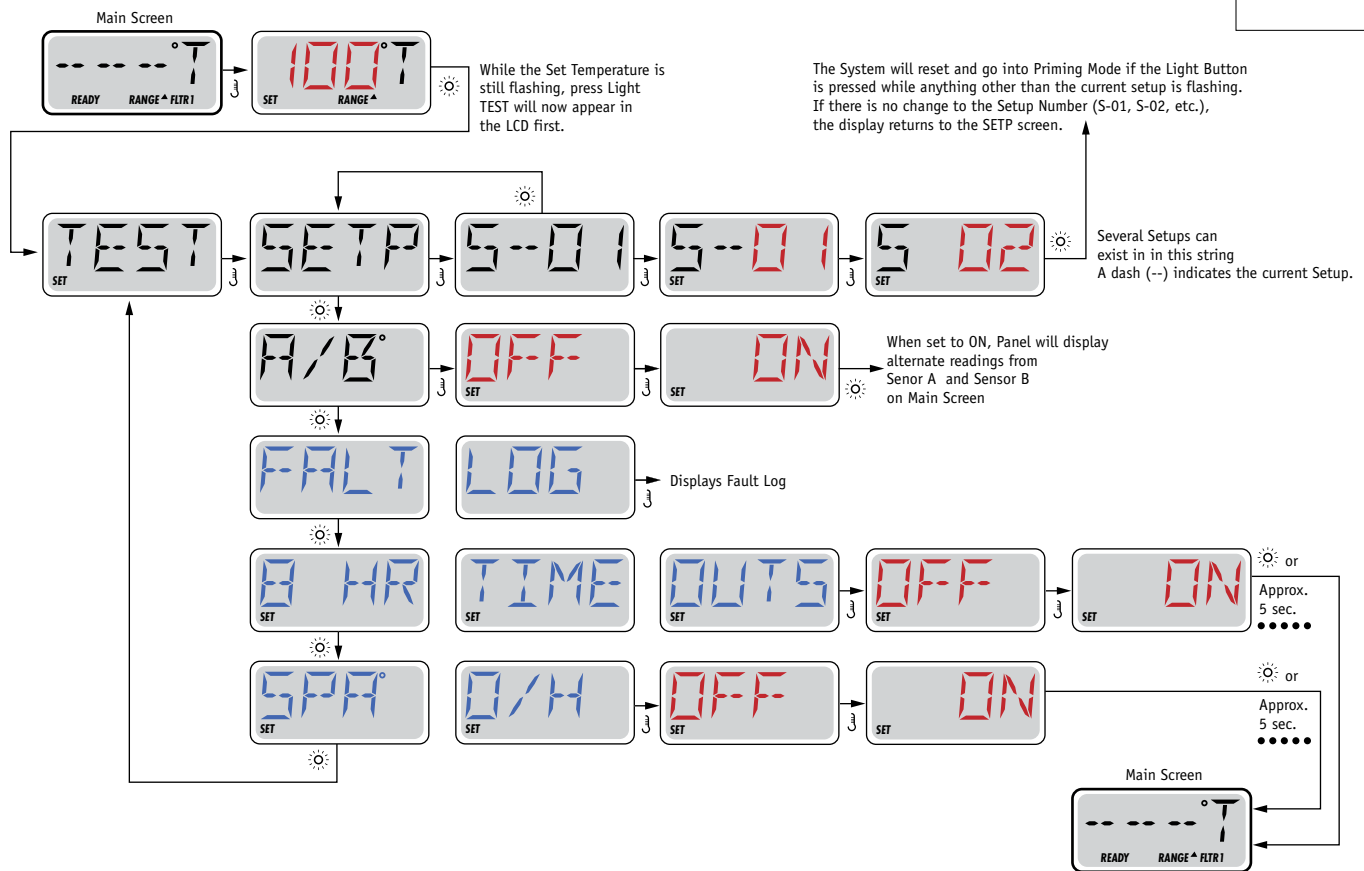 Main Screen
-- -- --°T
READY RANGE FLTR1
100°T
SET RANGE
While the Set Temperature is
still flashing, press Light
TEST will now appear in
the LCD first.
The System will reset and go into Priming Mode if the Light Button
is pressed while anything other than the current setup is flashing.
If there is no change to the Setup Number (S-01, S-02, etc.),
the display returns to the SETP screen.
TEST
SET
SETP
S--01
S--01
SET
S 02
SET
Several Setups can
exist in in this string
A dash (--) indicates the current Setup.
A/B°
OFF
SET
ON
SET
When set to ON, Panel will display
alternate readings from
Senor A and Sensor B
on Main Screen
FALT
LOG
Displays Fault Log
8 HR
SET
TIME
SET
OUTS
SET
OFF
SET
ON
SET
or
Approx.
5 sec.
SPA°
SET
O/H
SET
OFF
SET
ON
SET
or
Approx.
5 sec.
Main Screen
-- -- --°T
READY RANGE FLTR1